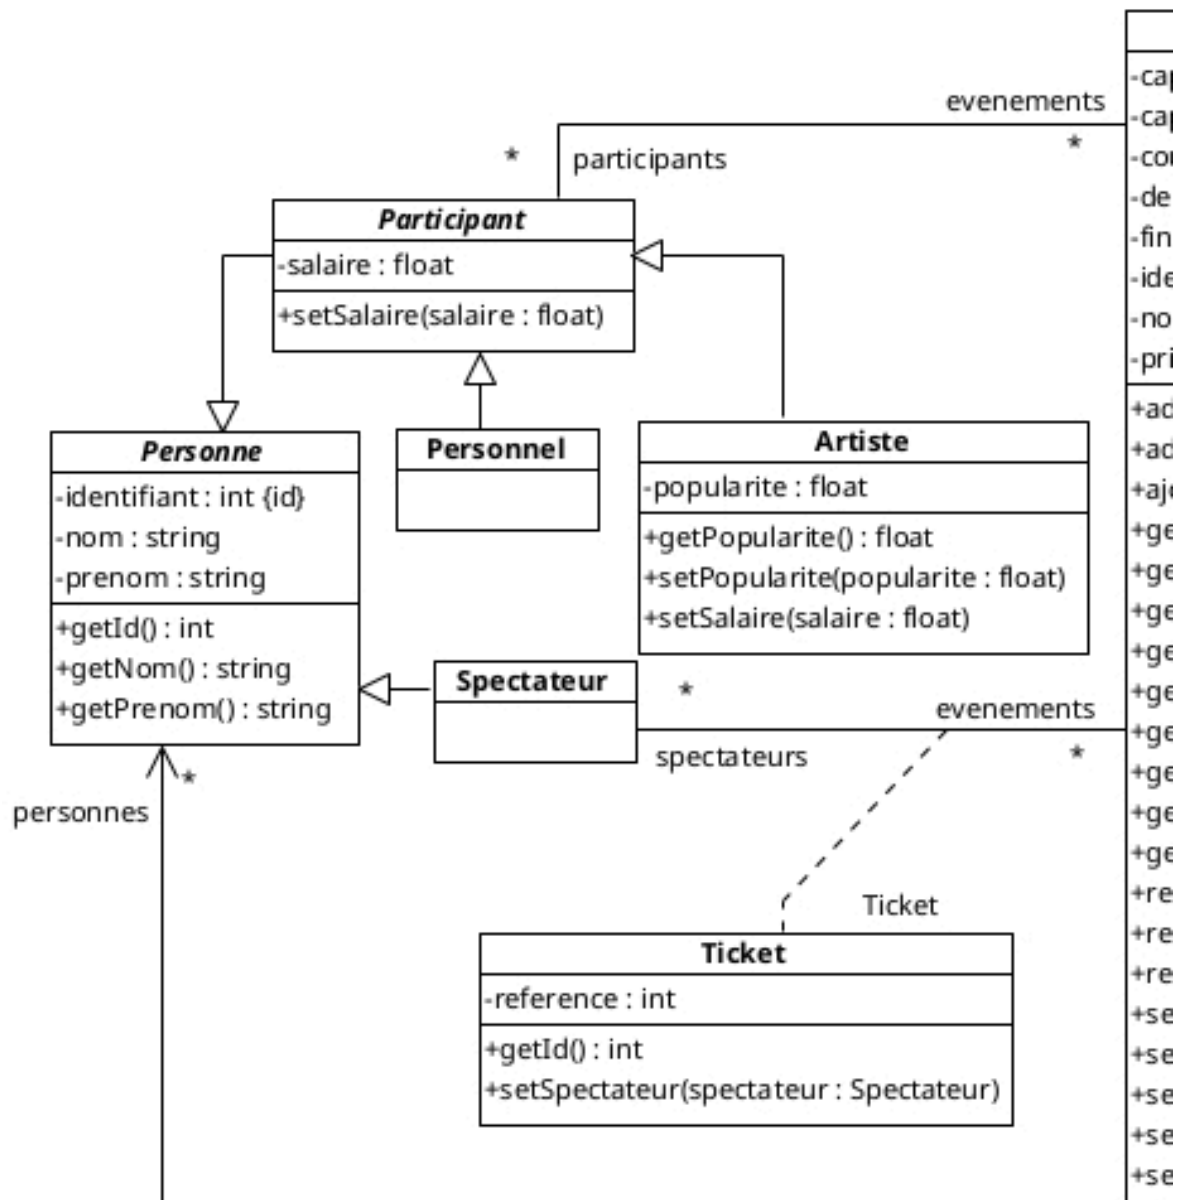 evenements
*
* participants
Participant
-salaire : float
+setSalaire(salaire : float)
Personne
-identifiant : int {id}
-nom : string
-prenom : string
+getId() : int
+getNom() : string
+getPrenom() : string
Personnel
Artiste
-popularite : float
+getPopularite() : float
+setPopularite(popularite : float)
+setSalaire(salaire : float)
Spectateur
*
spectateurs
evenements
*
*
personnes
Ticket
Ticket
-reference : int
+getId() : int
+setSpectateur(spectateur : Spectateur)